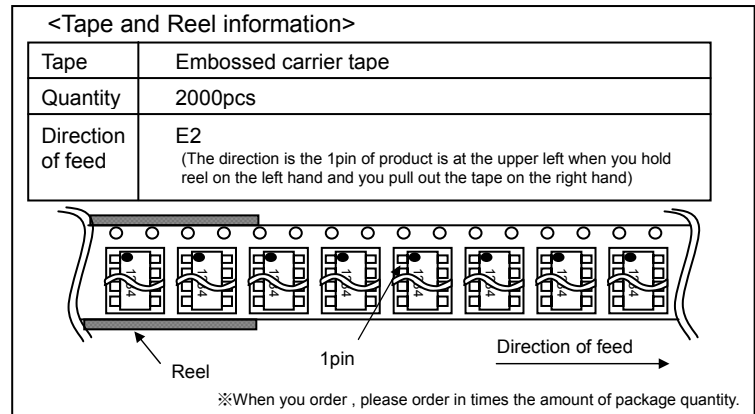 <Tape and Reel information>
Tape Embossed carrier tape
Quantity 2000pcs
Direction of feed E2
(The direction is the 1pin of product is at the upper left when you hold
reel on the left hand and you pull out the tape on the right hand)
Reel
1pin
Direction of feed
※When you order , please order in times the amount of package quantity.